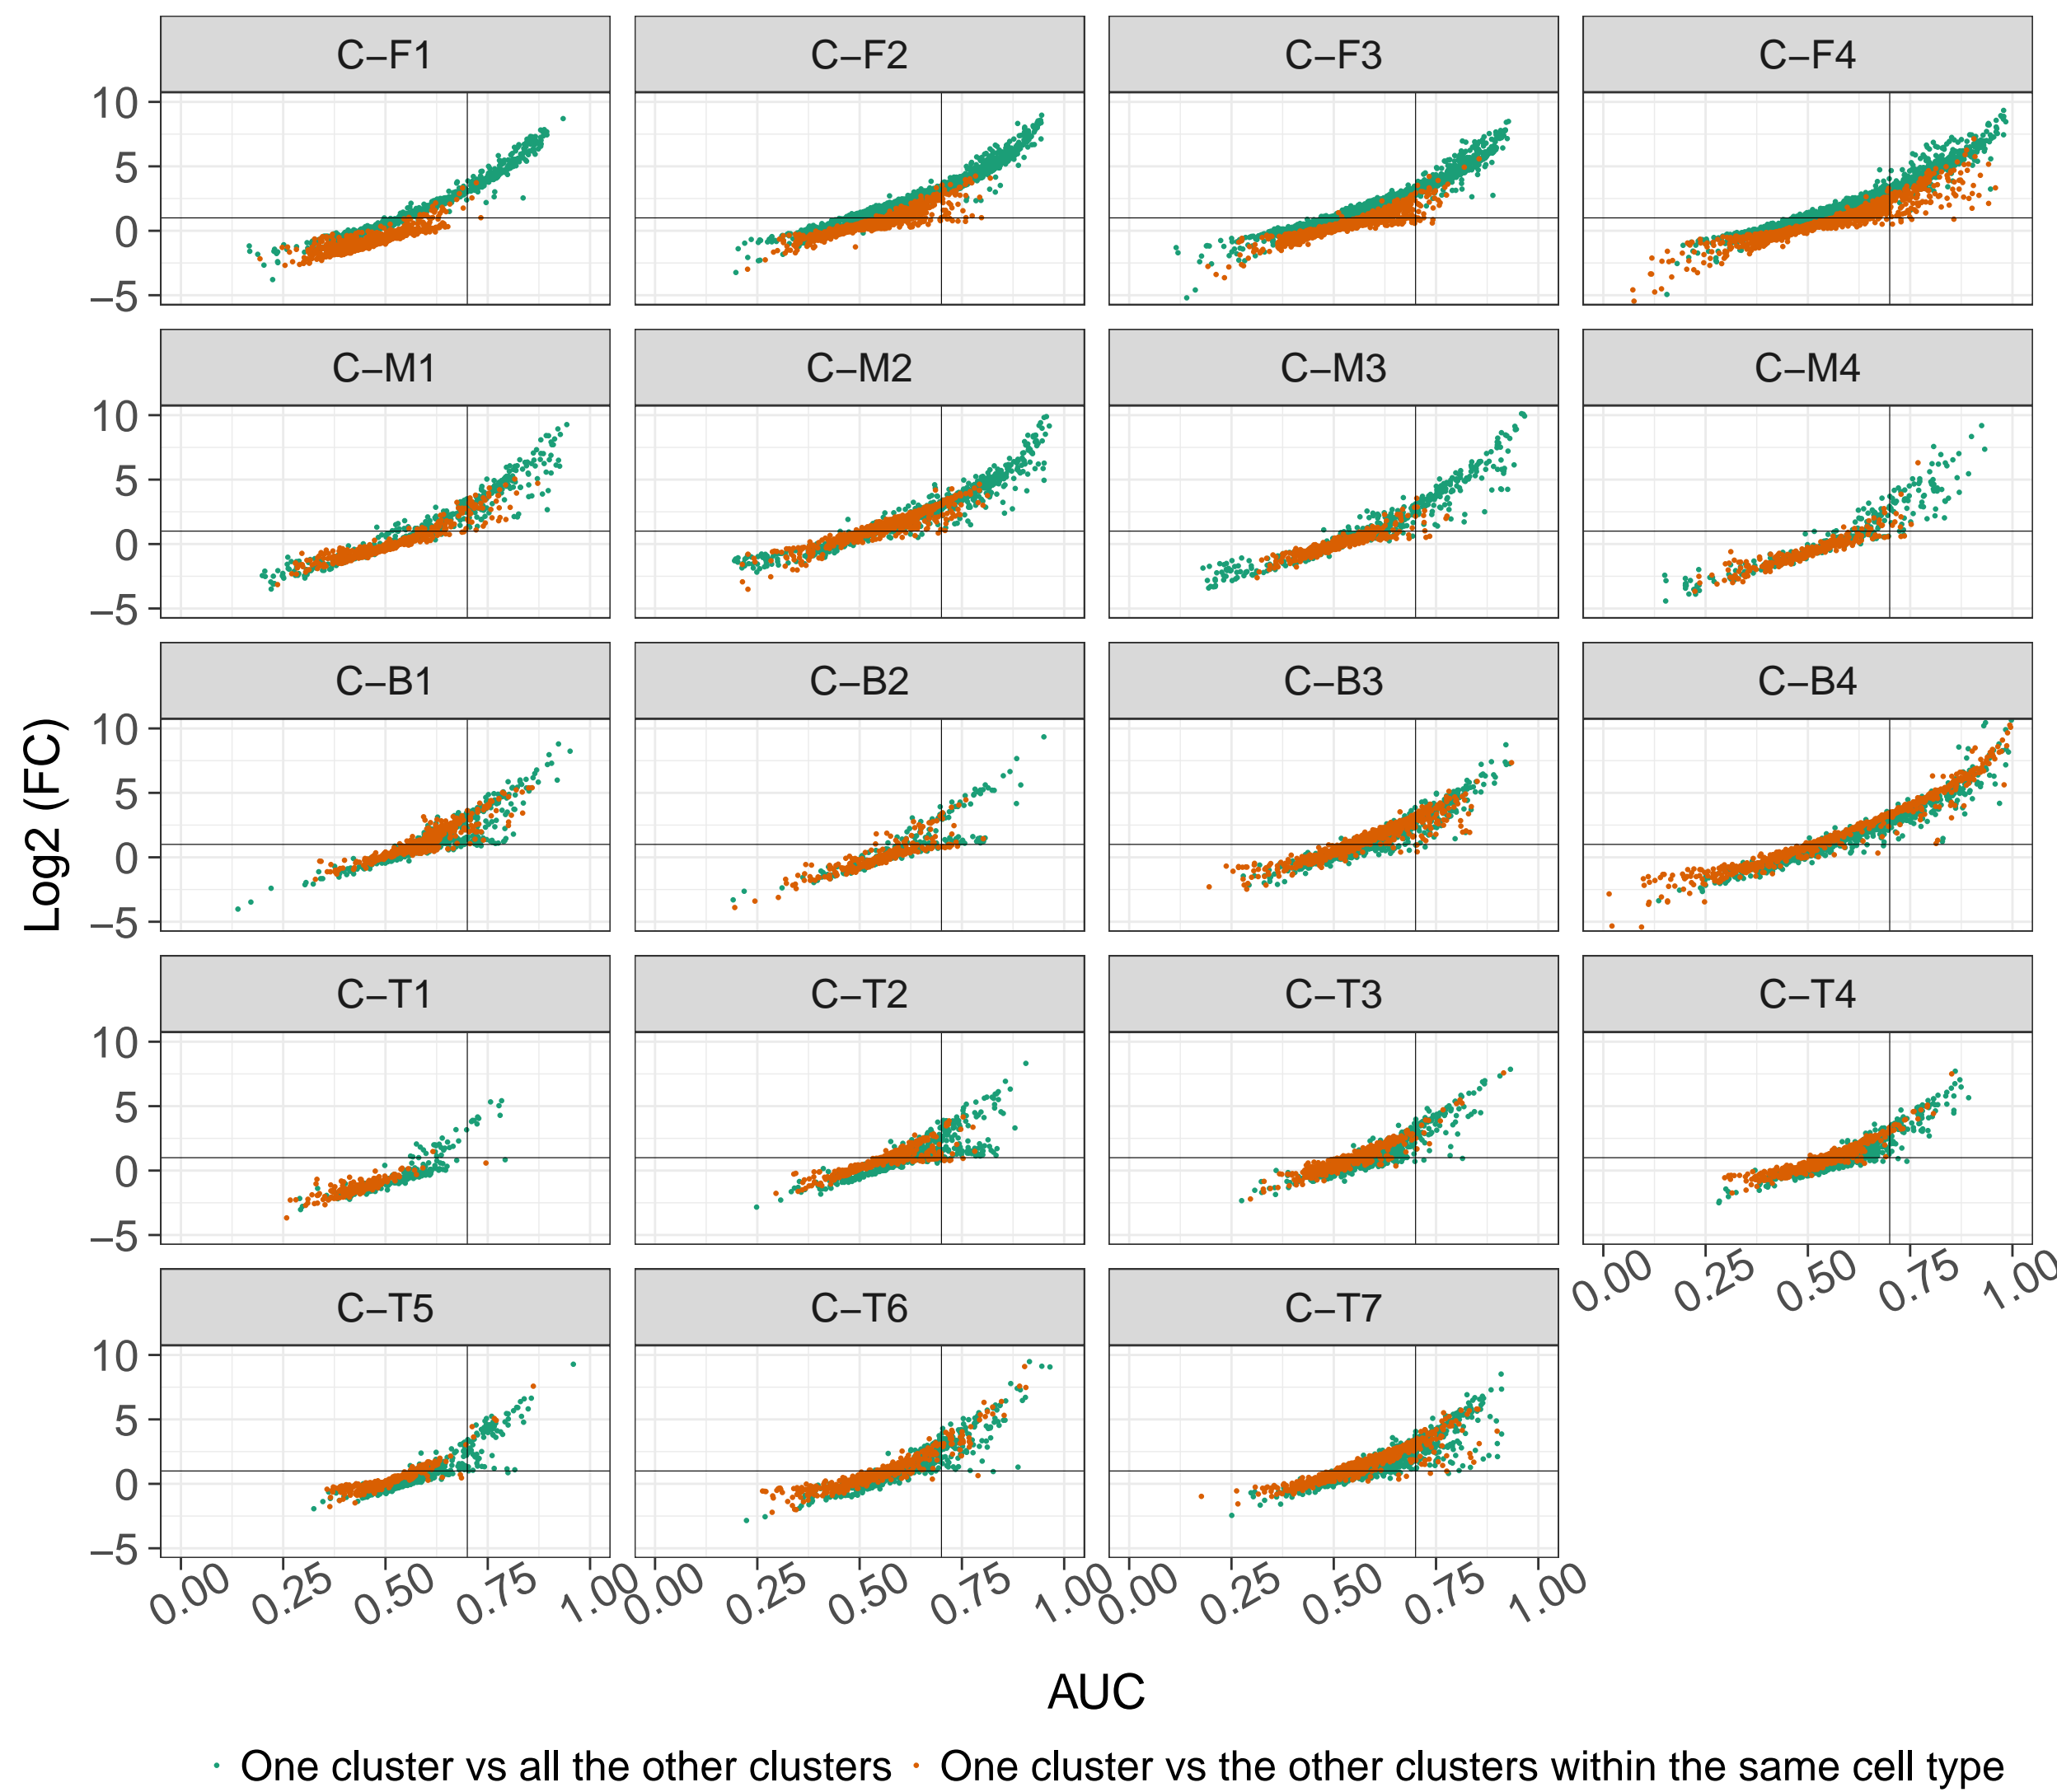 C–F1 C–F2 C–F3 C–F4
10
5
0
–5
C–M1 C–M2 C–M3 C–M4
10
5
0
–5
C–B1 C–B2 C–B3 C–B4
10
5
0
–5
Log2 (FC)
C–T1 C–T2 C–T3 C–T4
10
5
0
–5
0.00 0.25 0.50 0.75 1.00
C–T5 C–T6 C–T7
10
5
0
–5
0.00 0.25 0.50 0.75 1.00 0.00 0.25 0.50 0.75 1.00 0.00 0.25 0.50 0.75 1.00
AUC
One cluster vs all the other clusters One cluster vs the other clusters within the same cell type